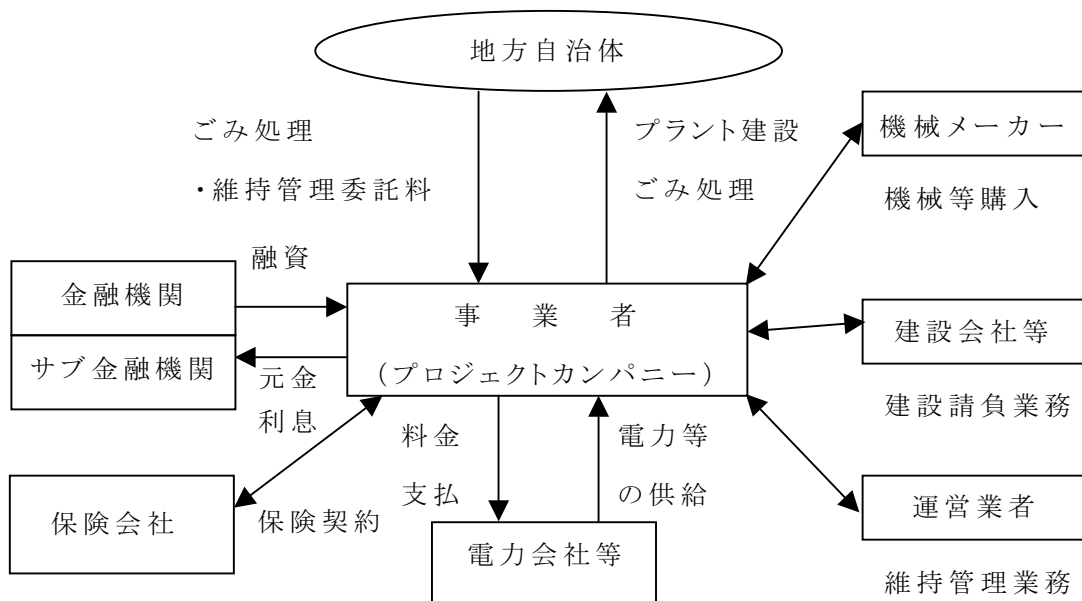 地方自治体
ごみ処理
・維持管理委託料
プラント建設
ごみ処理
機械メーカー
機械等購入
融資
金融機関
サブ金融機関
元金
利息
事業者
(プロジェクトカンパニー)
建設会社等
建設請負業務
料金
支払
電力等
の供給
保険会社
保険契約
電力会社等
運営業者
維持管理業務